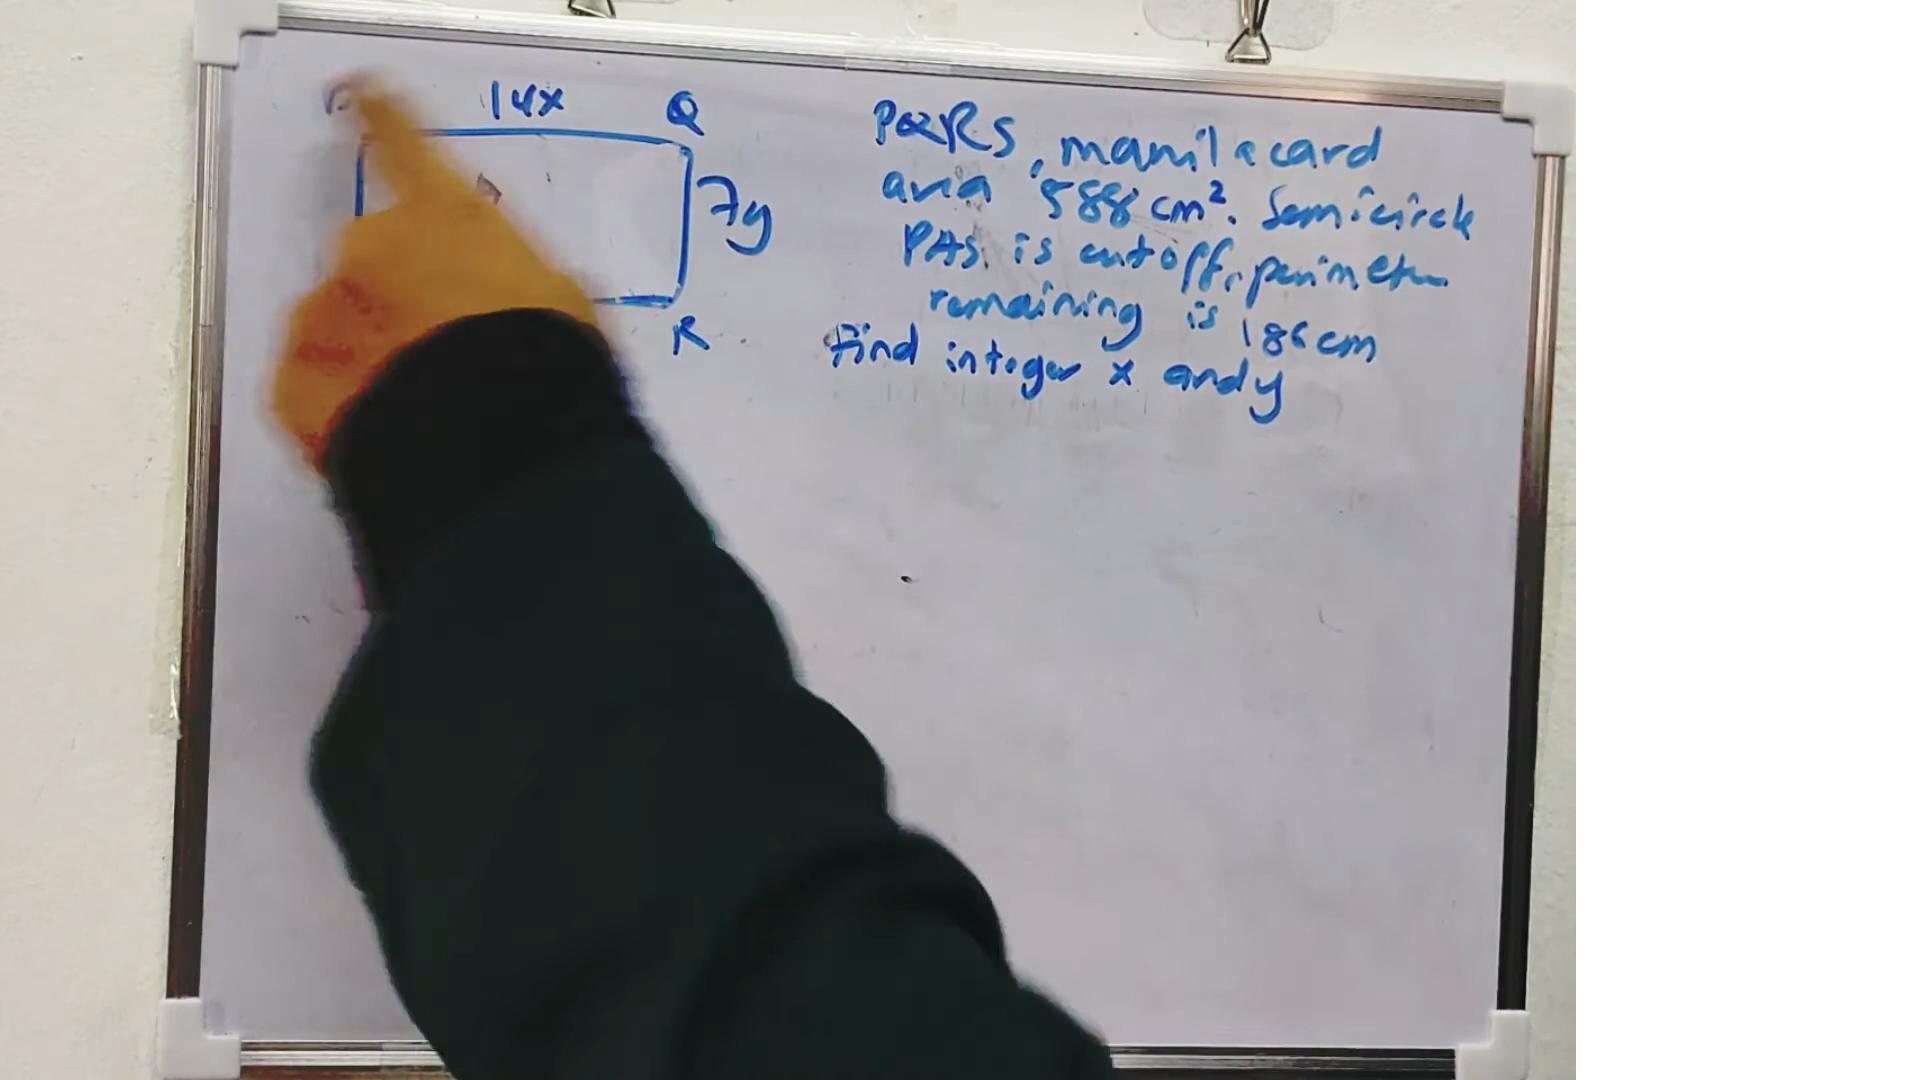 14x
Q
7y
R
PQRS, manila card
area 588 cm². Semicircle
PAS is cut off, perimeter
remaining is 186 cm
Find integer x and y